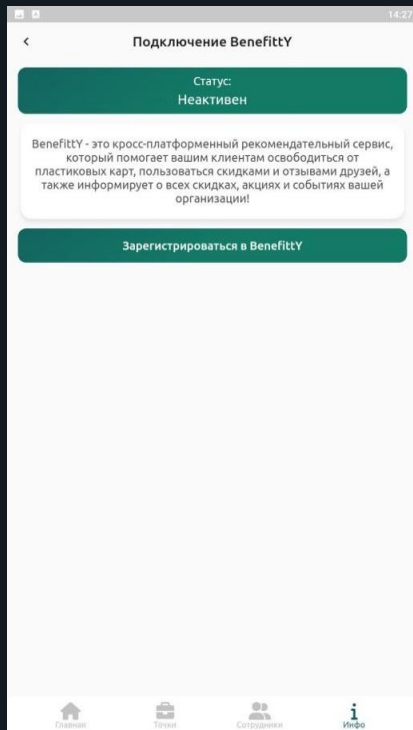 14:27
Подключение BenefittY
Статус:
Неактивен
BenefittY - это кросс-платформенный рекомендательный сервис,
который помогает вашим клиентам освободиться от
пластиковых карт, пользоваться скидками и отзывами друзей, а
также информирует о всех скидках, акциях и событиях вашей
организации!
Зарегистрироваться в BenefittY
Главная Точки Сотрудники Инфо